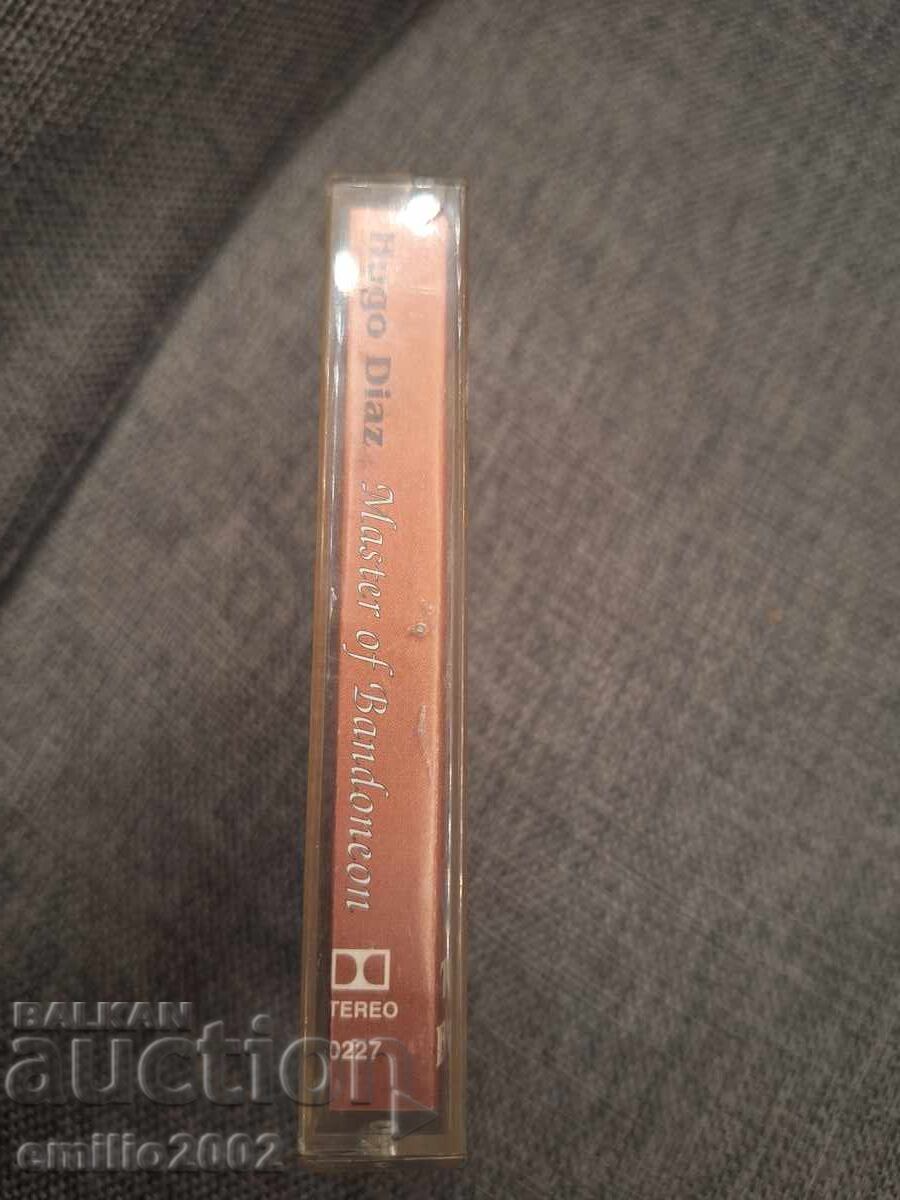 Hugo Diaz * Master of Bandoneon
TEREO
0227
BALKAN
auction
emilio2002